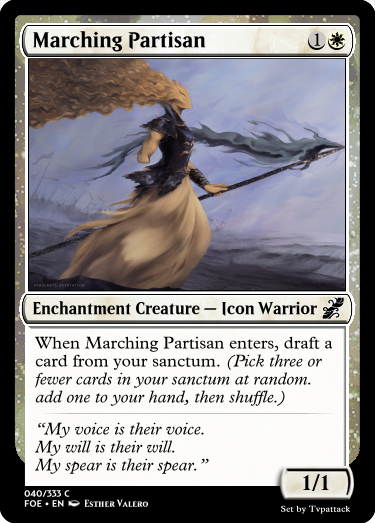 Marching Partisan
1
Enchantment Creature — Icon Warrior
When Marching Partisan enters, draft a
card from your sanctum. (Pick three or
fewer cards in your sanctum at random.
add one to your hand, then shuffle.)
“My voice is their voice.
My will is their will.
My spear is their spear.”
1/1
040/333 C
FOE • EN Esther Valero
Set by Tvpattack